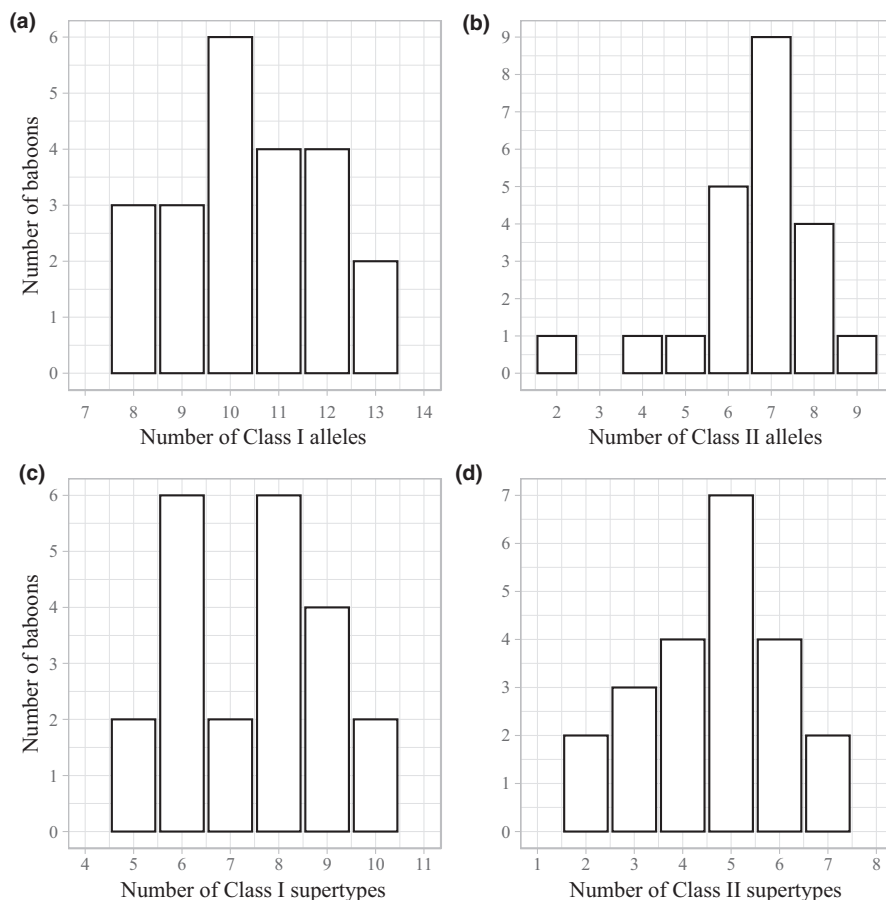 (a)
6
5
4
3
2
1
0
Number of baboons
7 8 9 10 11 12 13 14
Number of Class I alleles
(b)
9
8
7
6
5
4
3
2
1
0
2 3 4 5 6 7 8 9
Number of Class II alleles
(c)
6
5
4
3
2
1
0
Number of baboons
4 5 6 7 8 9 10 11
Number of Class I supertypes
(d)
7
6
5
4
3
2
1
0
1 2 3 4 5 6 7 8
Number of Class II supertypes